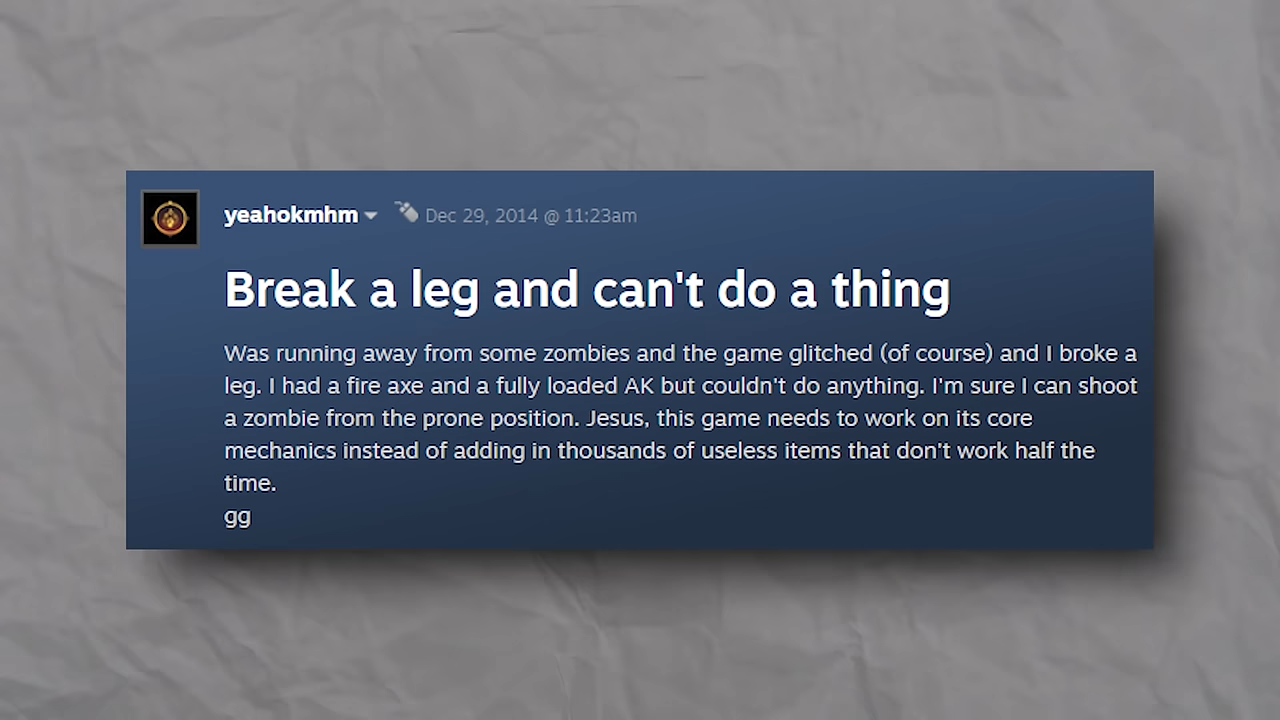 yeahokmhm Dec 29, 2014 @ 11:23am
Break a leg and can't do a thing
Was running away from some zombies and the game glitched (of course) and I broke a
leg. I had a fire axe and a fully loaded AK but couldn't do anything. I'm sure I can shoot
a zombie from the prone position. Jesus, this game needs to work on its core
mechanics instead of adding in thousands of useless items that don't work half the
time.
gg